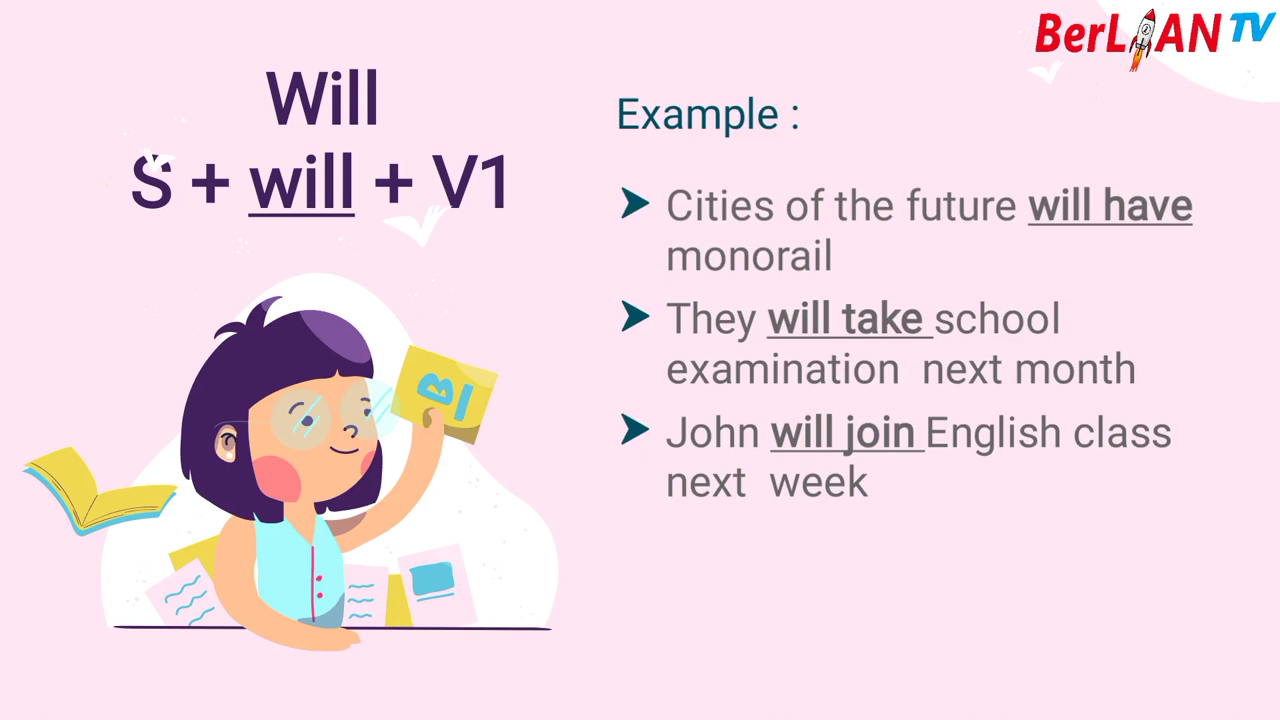 BerLIAN TV
Will
S + will + V1
Example :
Cities of the future will have
monorail
They will take school
examination next month
John will join English class
next week
BI